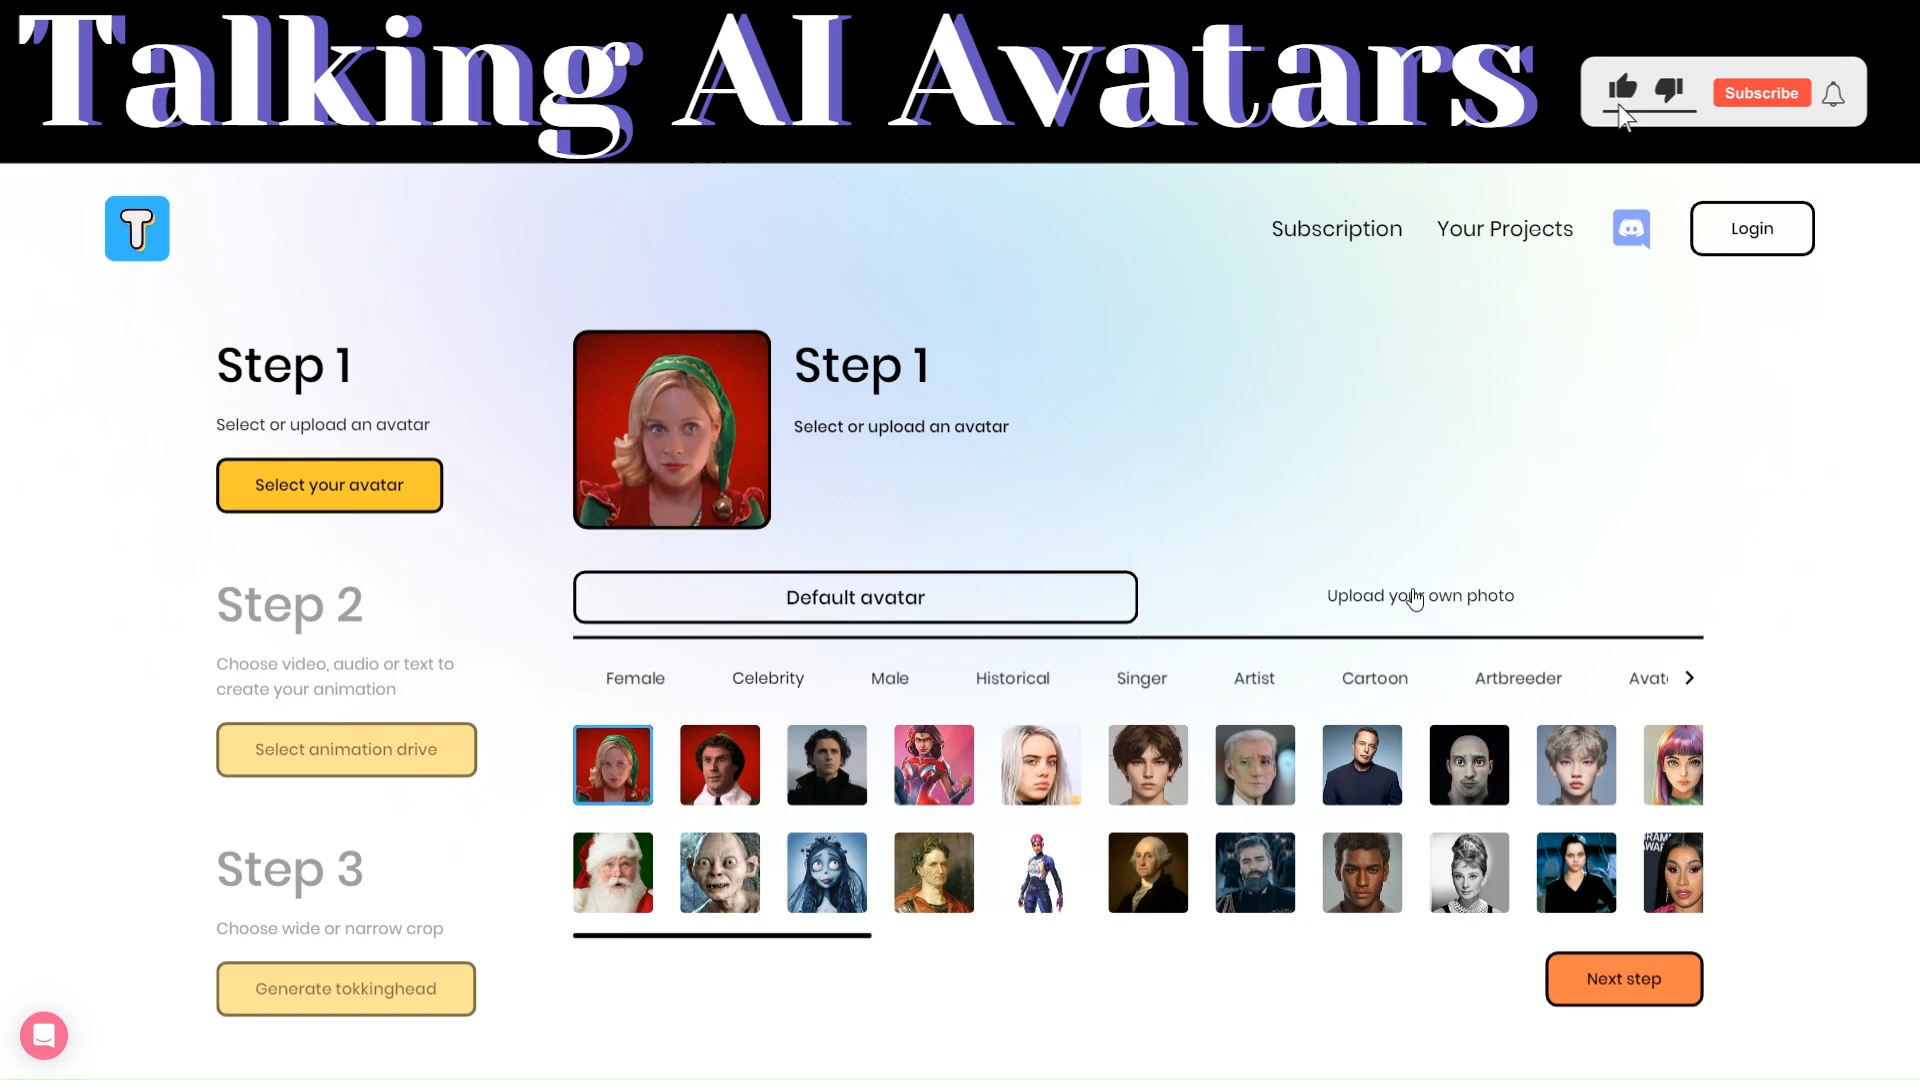 Talking AI Avatars
Subscribe
T
Subscription
Your Projects
Login
Step 1
Select or upload an avatar
Select your avatar
Step 2
Choose video, audio or text to
create your animation
Select animation drive
Step 3
Choose wide or narrow crop
Generate tokkinghead
Step 1
Select or upload an avatar
Default avatar
Upload your own photo
Female
Celebrity
Male
Historical
Singer
Artist
Cartoon
Artbreeder
Avat
Next step